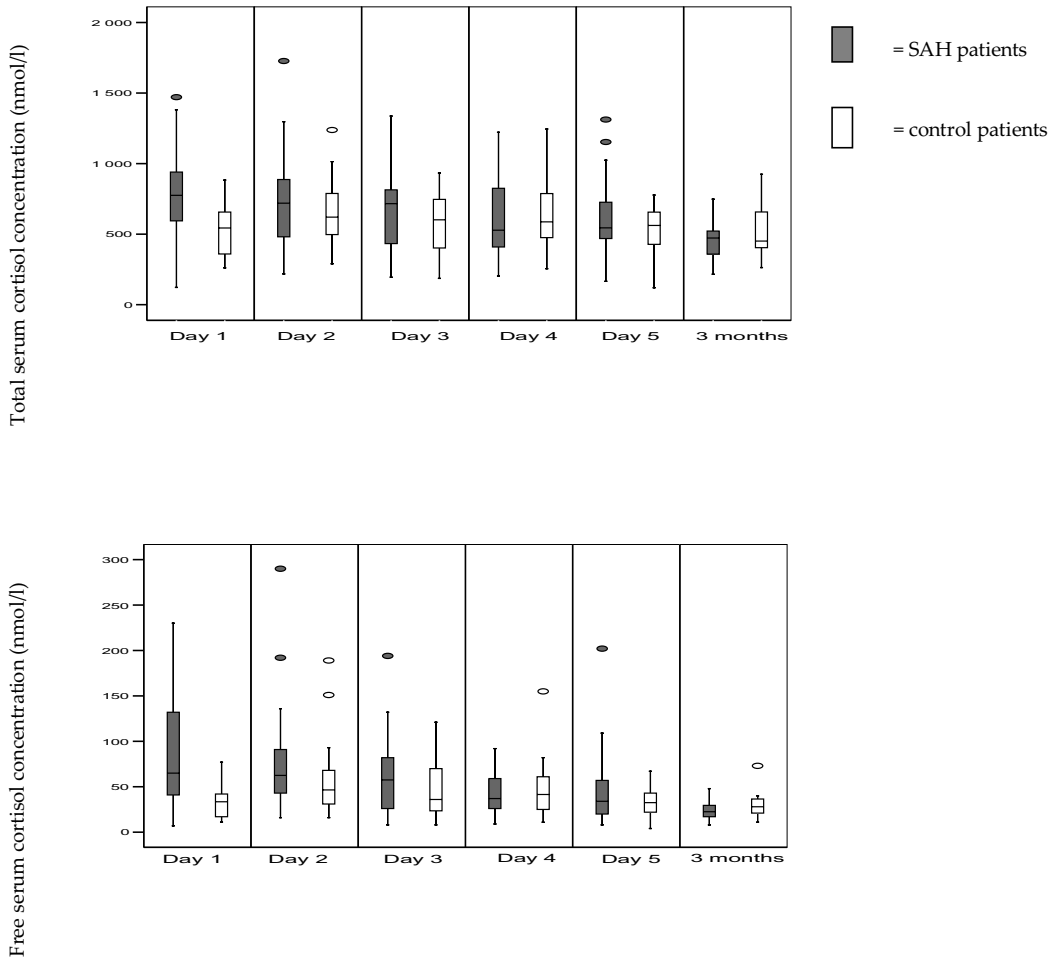 Total serum cortisol concentration (nmol/l)
2 000
1 500
1 000
500
0
Day 1 Day 2 Day 3 Day 4 Day 5 3 months
= SAH patients
= control patients
Free serum cortisol concentration (nmol/l)
300
250
200
150
100
50
0
Day 1 Day 2 Day 3 Day 4 Day 5 3 months